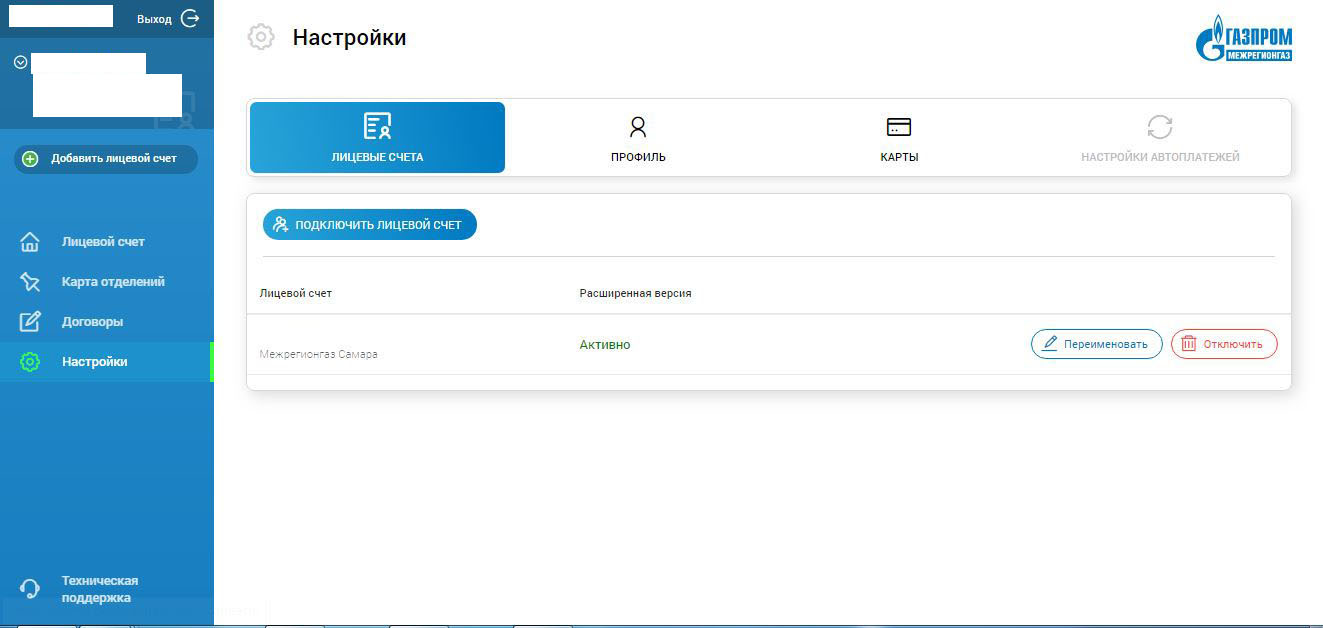 Выход
Настройки
ГАЗПРОМ
МЕЖРЕГИОНГАЗ
Добавить лицевой счет
ЛИЦЕВЫЕ СЧЕТА
ПРОФИЛЬ
КАРТЫ
НАСТРОЙКИ АВТОПЛАТЕЖЕЙ
ПОДКЛЮЧИТЬ ЛИЦЕВОЙ СЧЕТ
Лицевой счет
Карта отделений
Договоры
Настройки
Лицевой счет
Расширенная версия
Межрегионгаз Самара
Активно
Переименовать
Отключить
Техническая
поддержка